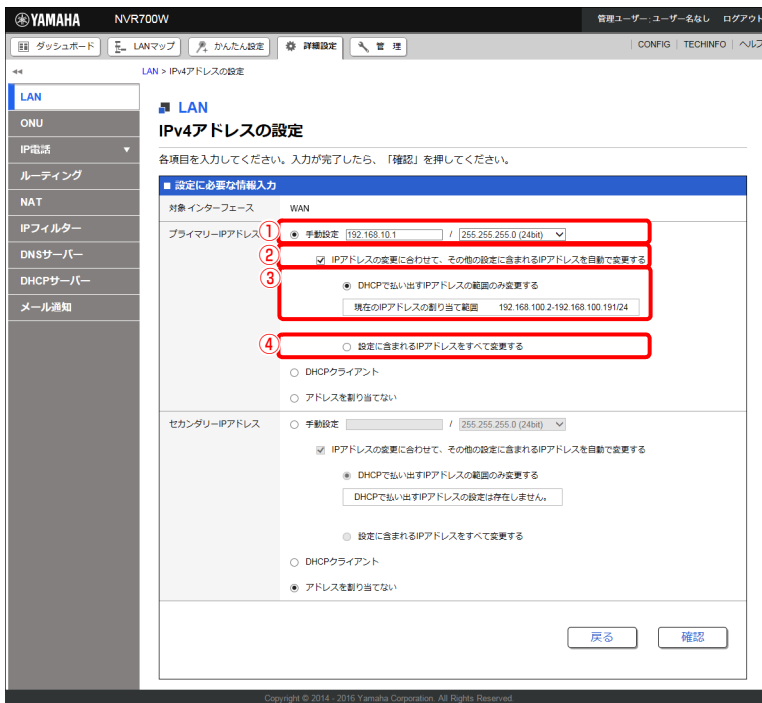 YAMAHA NVR700W 管理ユーザー:ユーザー名なし ログアウト
ダッシュボード LANマップ かんたん設定 詳細設定 管 理 | CONFIG | TECHINFO | ヘルプ
LAN > IPv4アドレスの設定
LAN
ONU
IP電話
ルーティング
NAT
IPフィルター
DNSサーバー
DHCPサーバー
メール通知
LAN
IPv4アドレスの設定
各項目を入力してください。入力が完了したら、「確認」を押してください。
■ 設定に必要な情報入力
対象インターフェース WAN
プライマリーIPアドレス ① 手動設定 192.168.10.1 / 255.255.255.0 (24bit)
② IPアドレスの変更に合わせて、その他の設定に含まれるIPアドレスを自動で変更する
③ DHCPで払い出すIPアドレスの範囲のみ変更する
現在のIPアドレスの割り当て範囲 192.168.100.2-192.168.100.191/24
④ 設定に含まれるIPアドレスをすべて変更する
DHCPクライアント
アドレスを割り当てない
セカンダリーIPアドレス 手動設定 / 255.255.255.0 (24bit)
IPアドレスの変更に合わせて、その他の設定に含まれるIPアドレスを自動で変更する
DHCPで払い出すIPアドレスの範囲のみ変更する
DHCPで払い出すIPアドレスの設定は存在しません。
設定に含まれるIPアドレスをすべて変更する
DHCPクライアント
アドレスを割り当てない
戻る 確認
Copyright © 2014 - 2016 Yamaha Corporation. All Rights Reserved.